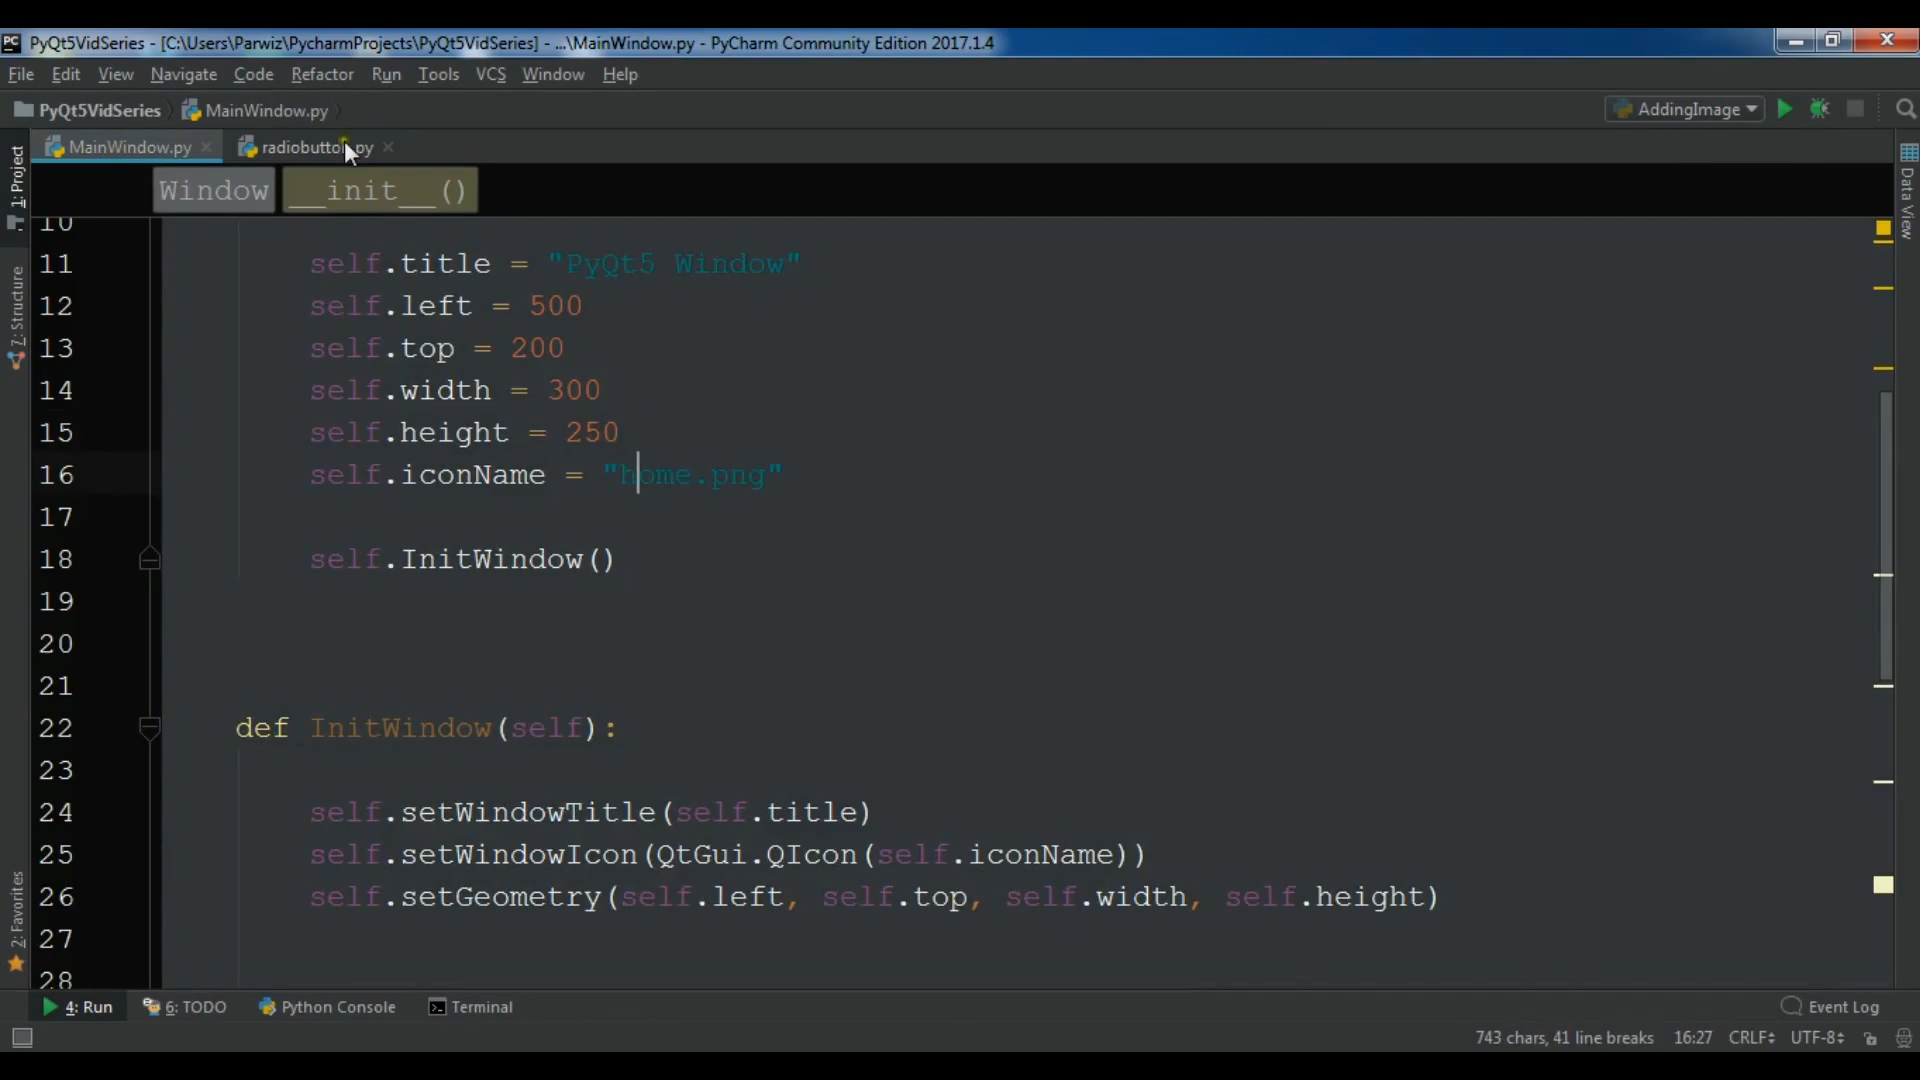 PC PyQt5VidSeries - [C:\Users\Parwiz\PycharmProjects\PyQt5VidSeries] - ...\MainWindow.py - PyCharm Community Edition 2017.1.4
File Edit View Navigate Code Refactor Run Tools VCS Window Help
PyQt5VidSeries MainWindow.py AddingImage
MainWindow.py radiobutton.py
Window __init__()
1: Project
7: Structure
2: Favorites
Data View
10
11 self.title = "PyQt5 Window"
12 self.left = 500
13 self.top = 200
14 self.width = 300
15 self.height = 250
16 self.iconName = "home.png"
17
18 self.InitWindow()
19
20
21
22 def InitWindow(self):
23
24 self.setWindowTitle(self.title)
25 self.setWindowIcon(QtGui.QIcon(self.iconName))
26 self.setGeometry(self.left, self.top, self.width, self.height)
27
28
4: Run 6: TODO Python Console Terminal Event Log
743 chars, 41 line breaks 16:27 CRLF UTF-8